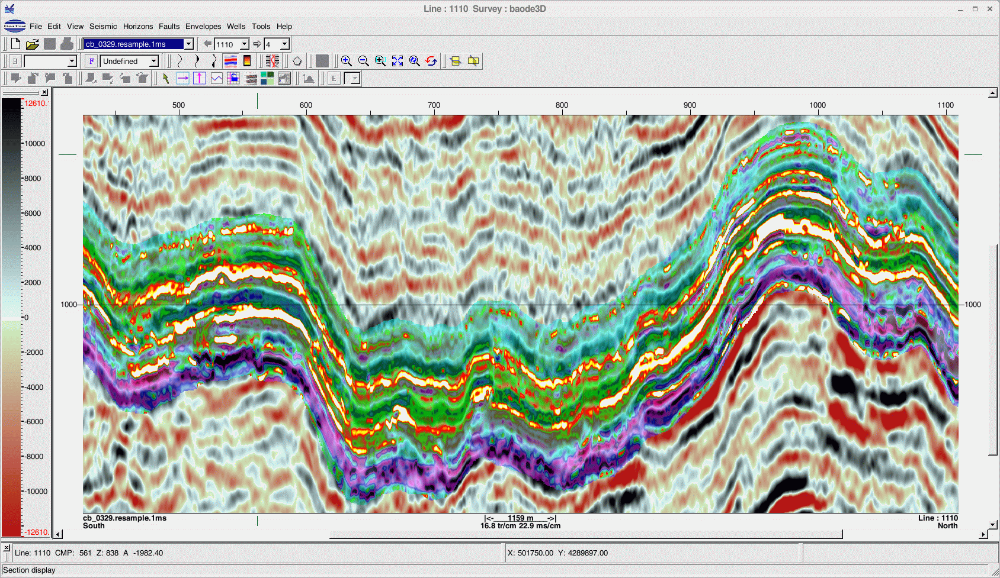 Line : 1110 Survey : baode3D
GeoEast File Edit View Seismic Horizons Faults Envelopes Wells Tools Help
cb_0329.resample.1ms 1110 4
H F Undefined
E
500 600 700 800 900 1000 1100
12610.
10000
8000
6000
4000
2000
0
-2000
-4000
-6000
-8000
-10000
-12610.
1000 1000
cb_0329.resample.1ms |<- 1159 m ->| Line : 1110
South 16.8 tr/cm 22.9 ms/cm North
Line: 1110 CMP: 561 Z: 838 A -1982.40 X: 501750.00 Y: 4289897.00
Section display